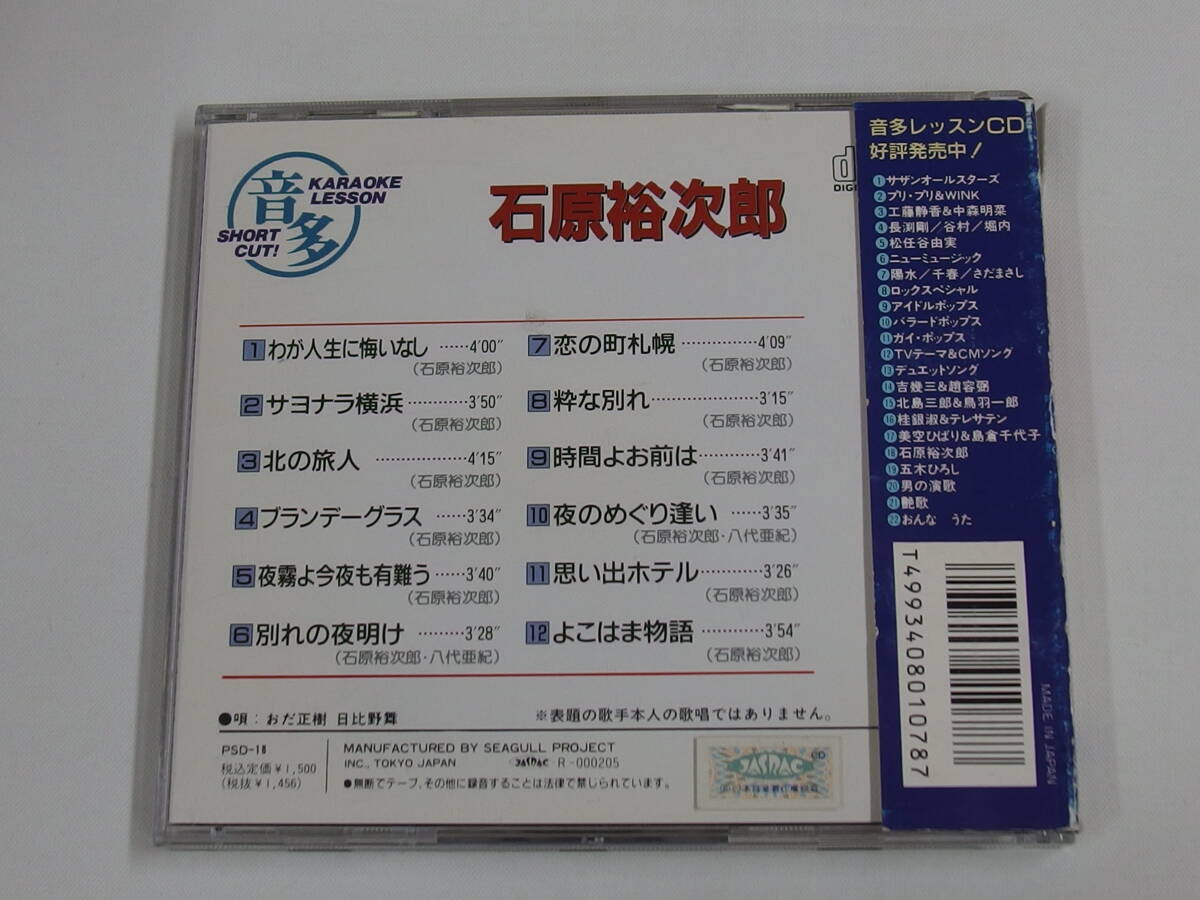 音多
KARAOKE
LESSON
SHORT
CUT!
石原裕次郎
DIGI
1 わが人生に悔いなし ……4'00"
(石原裕次郎)
2 サヨナラ横浜 …………3'50"
(石原裕次郎)
3 北の旅人 ………………4'15"
(石原裕次郎)
4 ブランデーグラス ……3'34"
(石原裕次郎)
5 夜霧よ今夜も有難う ……3'40"
(石原裕次郎)
6 別れの夜明け ………3'28"
(石原裕次郎・八代亜紀)
7 恋の町札幌 ……………4'09"
(石原裕次郎)
8 粋な別れ …………………3'15"
(石原裕次郎)
9 時間よお前は …………3'41"
(石原裕次郎)
10 夜のめぐり逢い ……3'35"
(石原裕次郎・八代亜紀)
11 思い出ホテル …………3'26"
(石原裕次郎)
12 よこはま物語 …………3'54"
(石原裕次郎)
●唄：おだ正樹 日比野舞 ※表題の歌手本人の歌唱ではありません。
PSD-18
税込定価￥1,500
(税抜￥1,456)
MANUFACTURED BY SEAGULL PROJECT
INC., TOKYO JAPAN JASRAC R-000205
●無断でテープ、その他に録音することは法律で禁じられています。
CD
JASRAC
音多レッスンCD
好評発売中！
1 サザンオールスターズ
2 プリ・プリ&WINK
3 工藤静香&中森明菜
4 長渕剛／谷村／堀内
5 松任谷由実
6 ニューミュージック
7 陽水／千春／さだまさし
8 ロックスペシャル
9 アイドルポップス
10 バラードポップス
11 ガイ・ポップス
12 TVテーマ&CMソング
13 デュエットソング
14 吉幾三&趙容弼
15 北島三郎&鳥羽一郎
16 桂銀淑&テレサテン
17 美空ひばり&島倉千代子
18 石原裕次郎
19 五木ひろし
20 男の演歌
21 艶歌
22 おんな うた
T4993408010787
MADE IN JAPAN